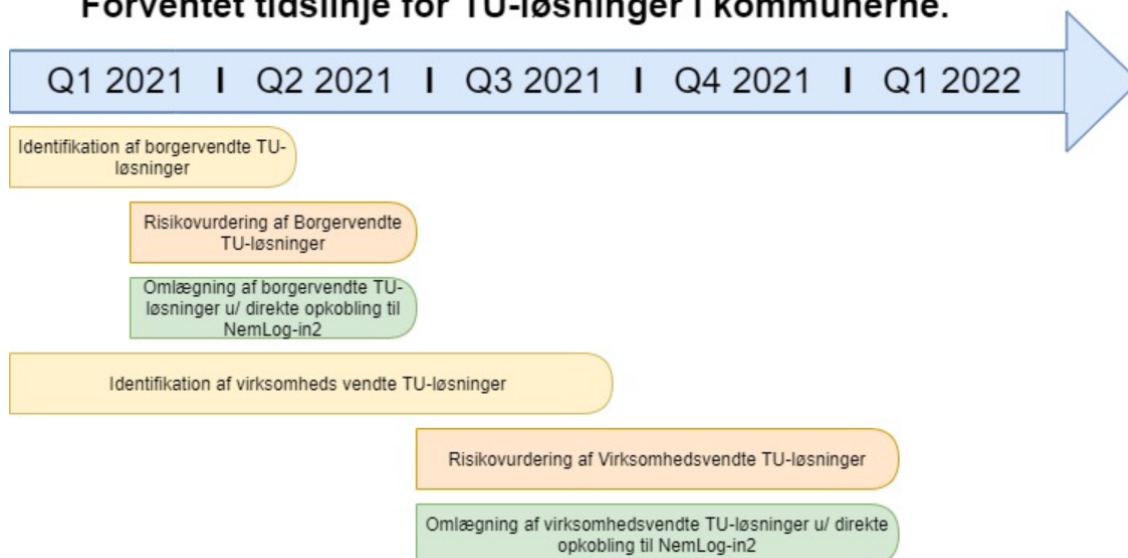 Forventet tidslinje for TU-løsninger i kommunerne.
Q1 2021 I Q2 2021 I Q3 2021 I Q4 2021 I Q1 2022
Identifikation af borgervendte TU-
løsninger
Risikovurdering af Borgervendte
TU-løsninger
Omlægning af borgervendte TU-
løsninger u/ direkte opkobling til
NemLog-in2
Identifikation af virksomheds vendte TU-løsninger
Risikovurdering af Virksomhedsvendte TU-løsninger
Omlægning af virksomhedsvendte TU-løsninger u/ direkte
opkobling til NemLog-in2